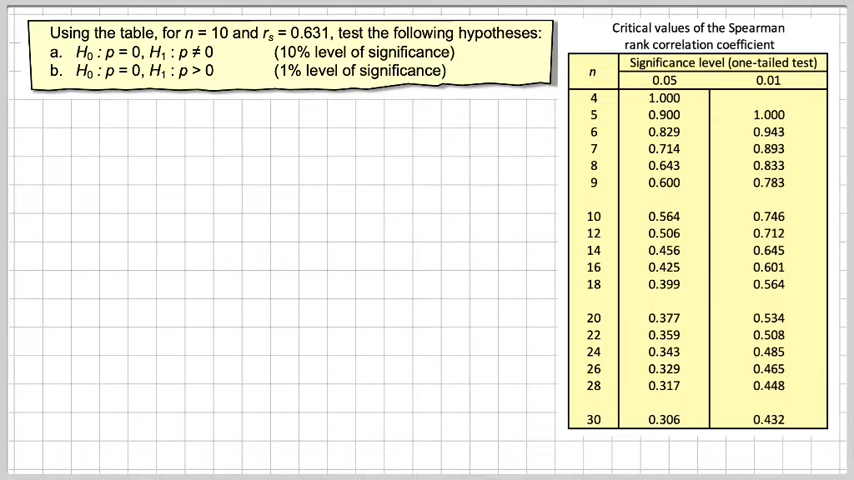 Using the table, for n = 10 and rₛ = 0.631, test the following hypotheses:
a. H₀ : p = 0, H₁ : p ≠ 0 (10% level of significance)
b. H₀ : p = 0, H₁ : p > 0 (1% level of significance)
Critical values of the Spearman
rank correlation coefficient
n Significance level (one-tailed test)
0.05 0.01
4 1.000
5 0.900 1.000
6 0.829 0.943
7 0.714 0.893
8 0.643 0.833
9 0.600 0.783
10 0.564 0.746
12 0.506 0.712
14 0.456 0.645
16 0.425 0.601
18 0.399 0.564
20 0.377 0.534
22 0.359 0.508
24 0.343 0.485
26 0.329 0.465
28 0.317 0.448
30 0.306 0.432